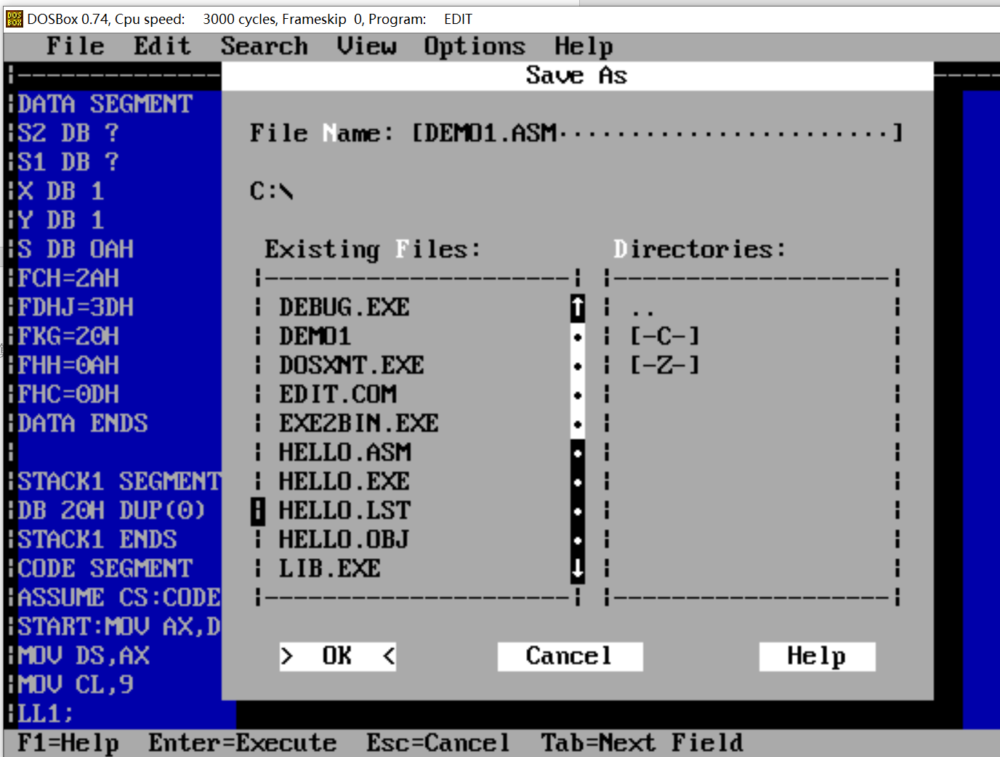 DOSBox 0.74, Cpu speed: 3000 cycles, Frameskip 0, Program: EDIT
File Edit Search View Options Help
Save As
DATA SEGMENT
S2 DB ?
S1 DB ?
X DB 1
Y DB 1
S DB 0AH
FCH=2AH
FDHJ=3DH
FKG=20H
FHH=0AH
FHC=0DH
DATA ENDS
STACK1 SEGMENT
DB 20H DUP(0)
STACK1 ENDS
CODE SEGMENT
ASSUME CS:CODE
START:MOV AX,D
MOV DS,AX
MOV CL,9
LL1;
File Name: [DEMO1.ASM·······················]
C:\
Existing Files:
DEBUG.EXE
DEMO1
DOSXNT.EXE
EDIT.COM
EXE2BIN.EXE
HELLO.ASM
HELLO.EXE
HELLO.LST
HELLO.OBJ
LIB.EXE
Directories:
..
[-C-]
[-Z-]
> OK < Cancel Help
F1=Help Enter=Execute Esc=Cancel Tab=Next Field